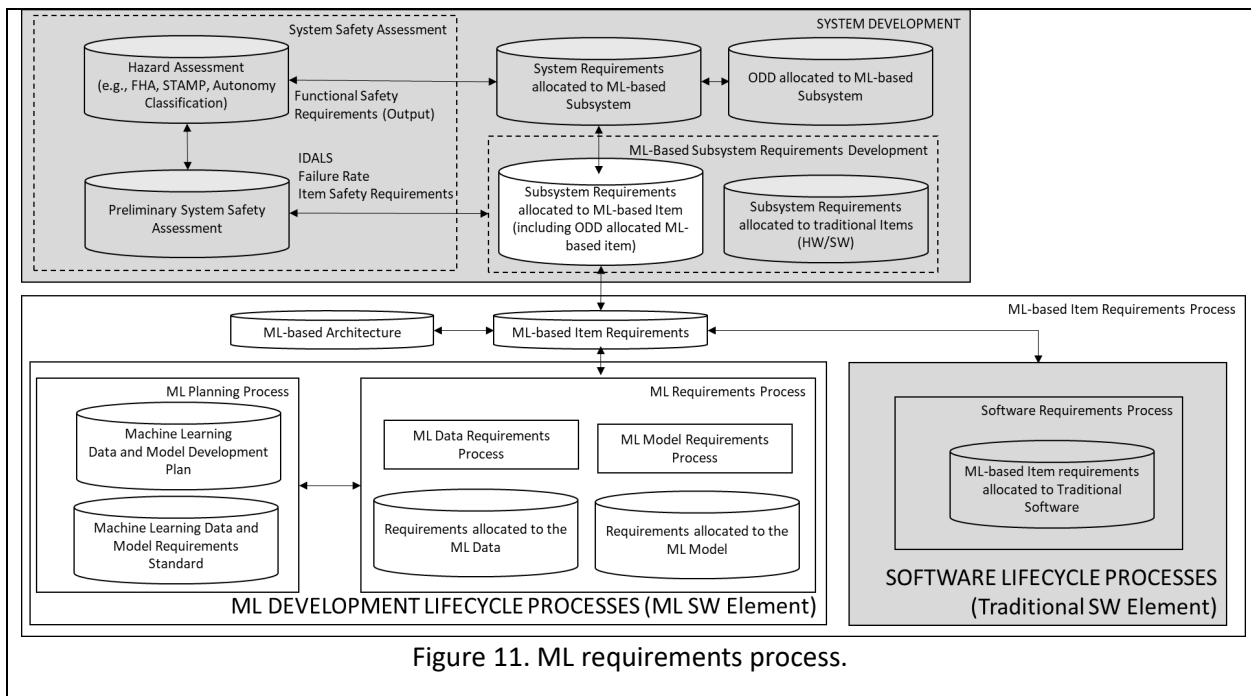 SYSTEM DEVELOPMENT
System Safety Assessment
Hazard Assessment
(e.g., FHA, STAMP, Autonomy
Classification)
Functional Safety
Requirements (Output)
System Requirements
allocated to ML-based
Subsystem
ODD allocated to ML-based
Subsystem
Preliminary System Safety
Assessment
IDALS
Failure Rate
Item Safety Requirements
ML-Based Subsystem Requirements Development
Subsystem Requirements
allocated to ML-based Item
(including ODD allocated ML-
based item)
Subsystem Requirements
allocated to traditional Items
(HW/SW)
ML-based Item Requirements Process
ML-based Architecture
ML-based Item Requirements
ML Planning Process
Machine Learning
Data and Model Development
Plan
Machine Learning Data and
Model Requirements
Standard
ML Requirements Process
ML Data Requirements
Process
ML Model Requirements
Process
Requirements allocated to the
ML Data
Requirements allocated to the
ML Model
ML DEVELOPMENT LIFECYCLE PROCESSES (ML SW Element)
Software Requirements Process
ML-based Item requirements
allocated to Traditional
Software
SOFTWARE LIFECYCLE PROCESSES
(Traditional SW Element)
Figure 11. ML requirements process.